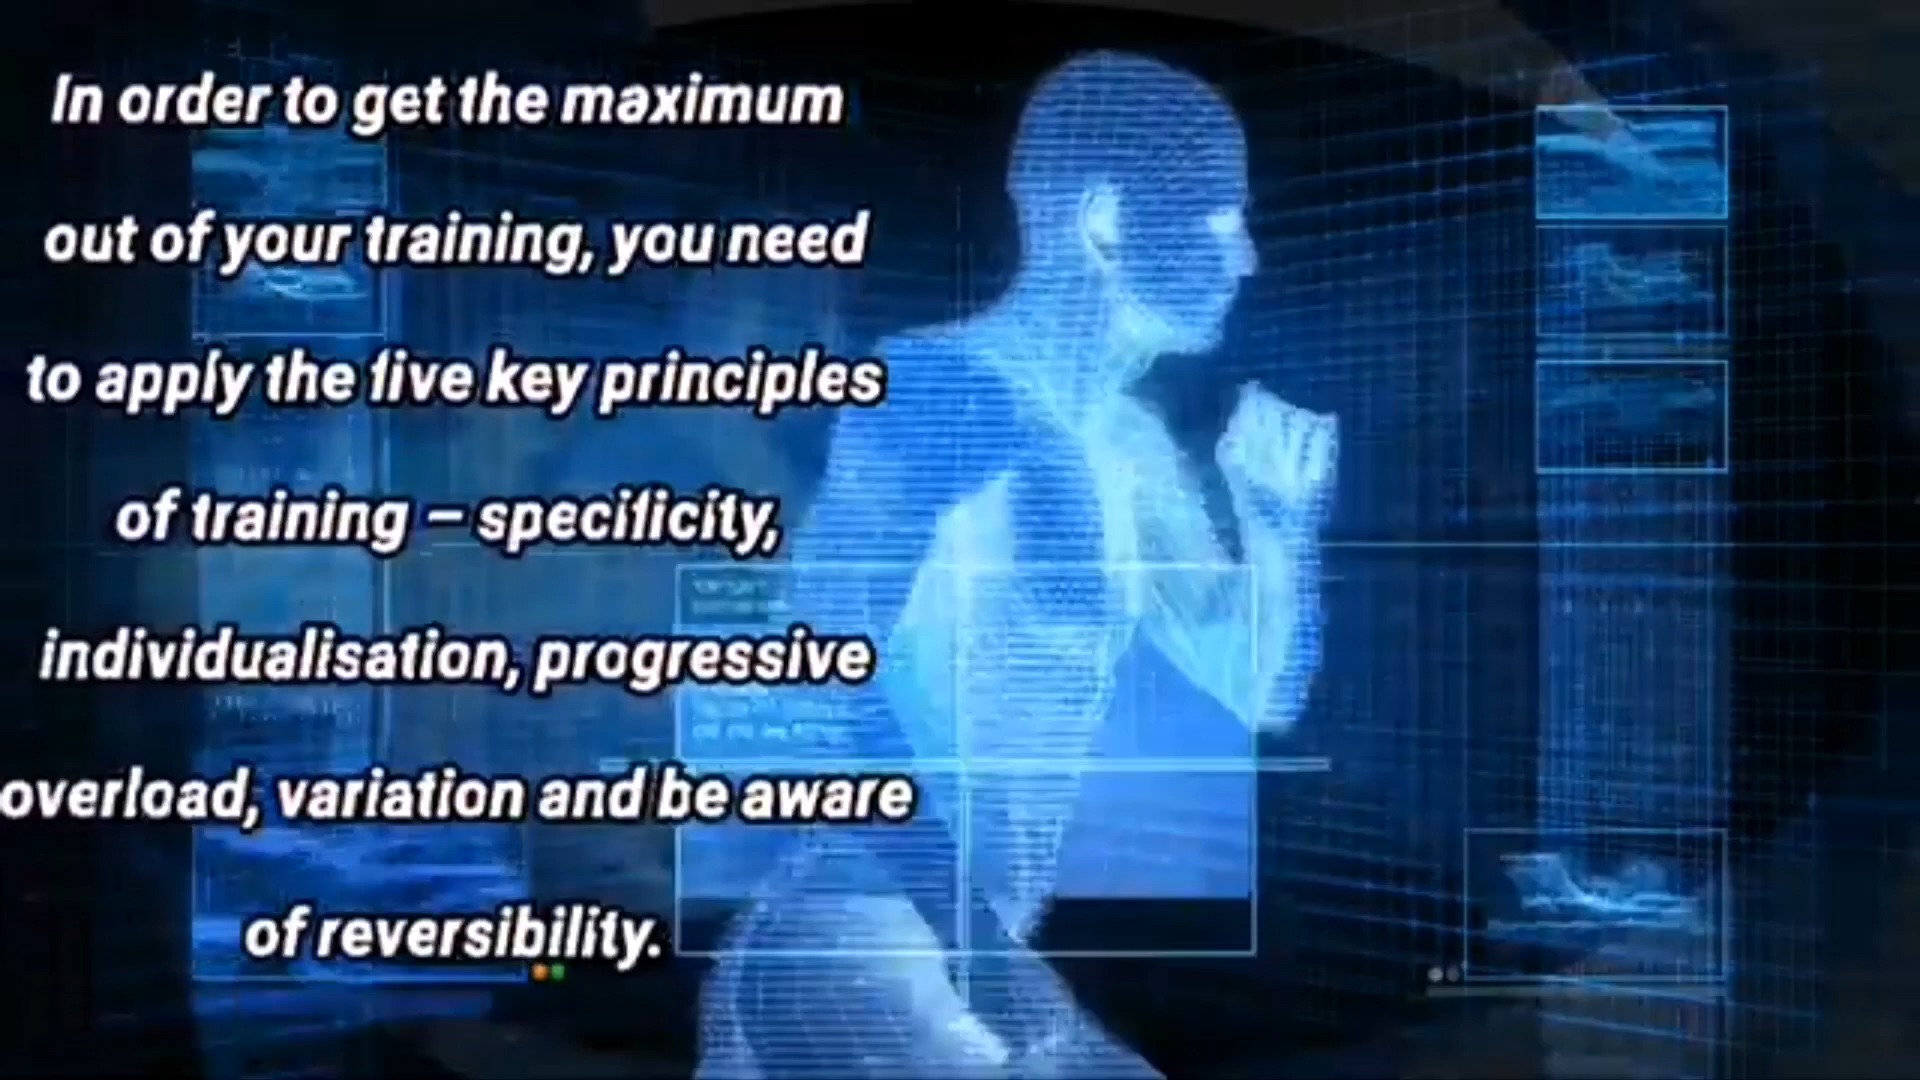 In order to get the maximum
out of your training, you need
to apply the five key principles
of training – specificity,
individualisation, progressive
overload, variation and be aware
of reversibility.